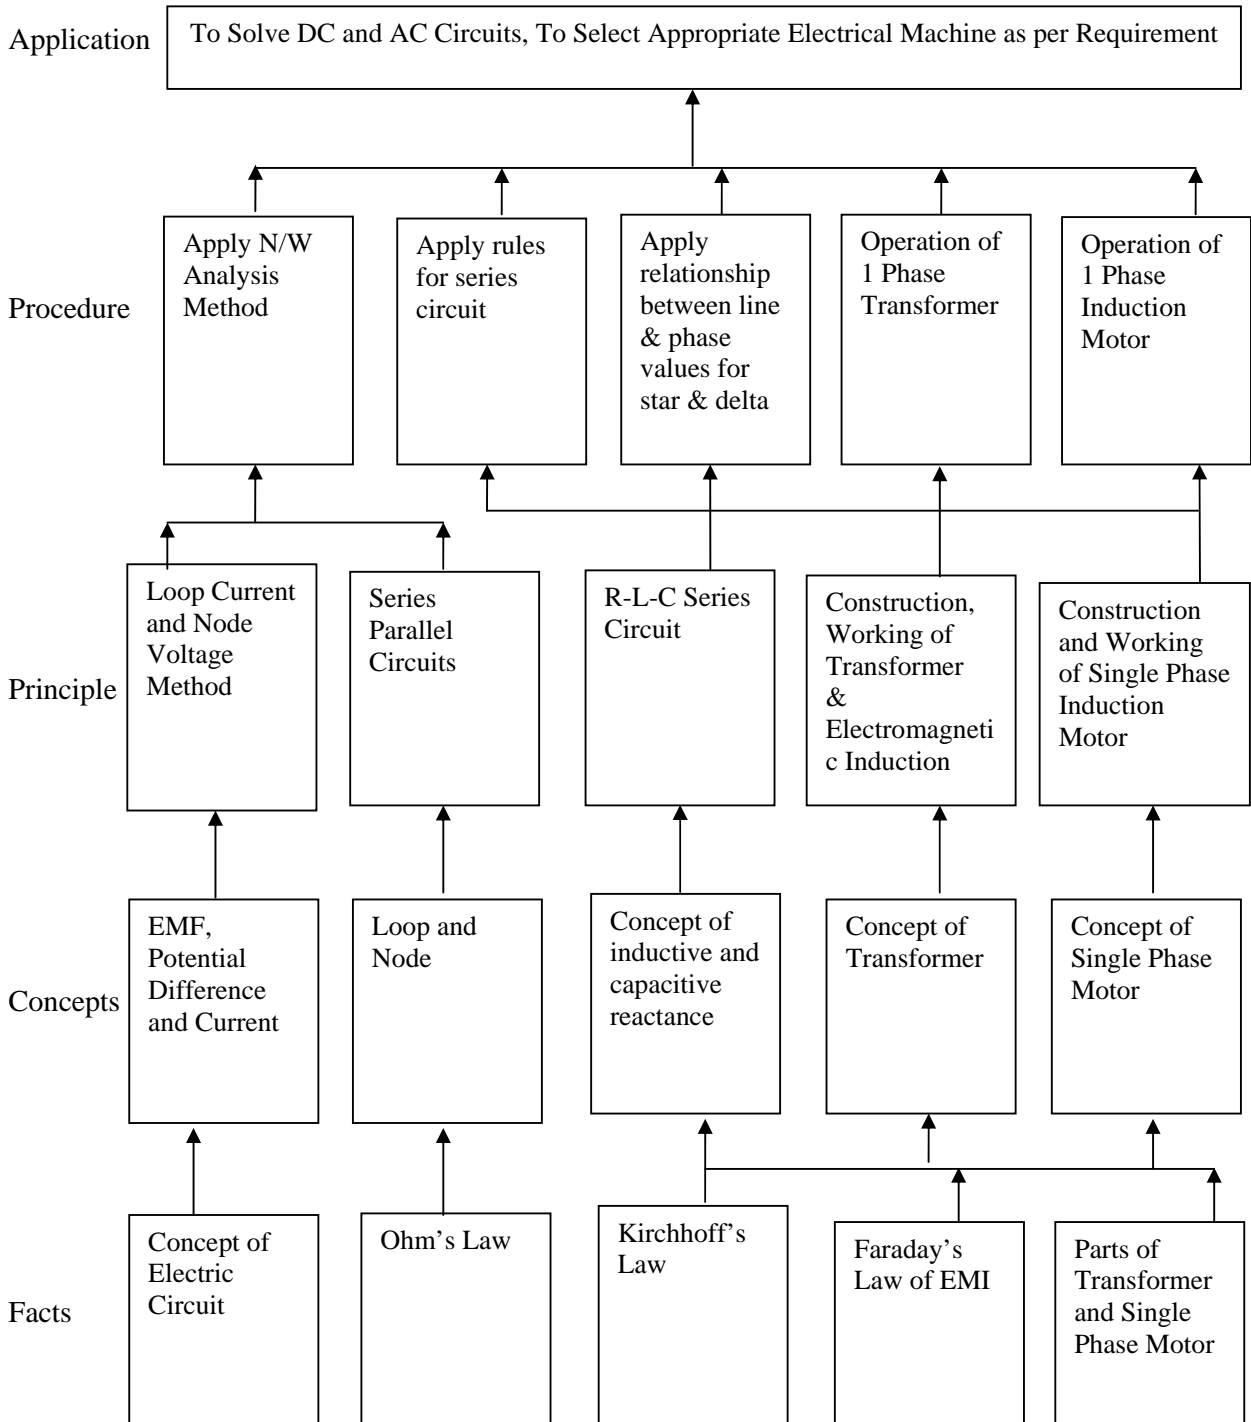 Application
To Solve DC and AC Circuits, To Select Appropriate Electrical Machine as per Requirement
Procedure
Apply N/W
Analysis
Method
Apply rules
for series
circuit
Apply
relationship
between line
& phase
values for
star & delta
Operation of
1 Phase
Transformer
Operation of
1 Phase
Induction
Motor
Principle
Loop Current
and Node
Voltage
Method
Series
Parallel
Circuits
R-L-C Series
Circuit
Construction,
Working of
Transformer
&
Electromagneti
c Induction
Construction
and Working
of Single Phase
Induction
Motor
Concepts
EMF,
Potential
Difference
and Current
Loop and
Node
Concept of
inductive and
capacitive
reactance
Concept of
Transformer
Concept of
Single Phase
Motor
Facts
Concept of
Electric
Circuit
Ohm’s Law
Kirchhoff’s
Law
Faraday’s
Law of EMI
Parts of
Transformer
and Single
Phase Motor